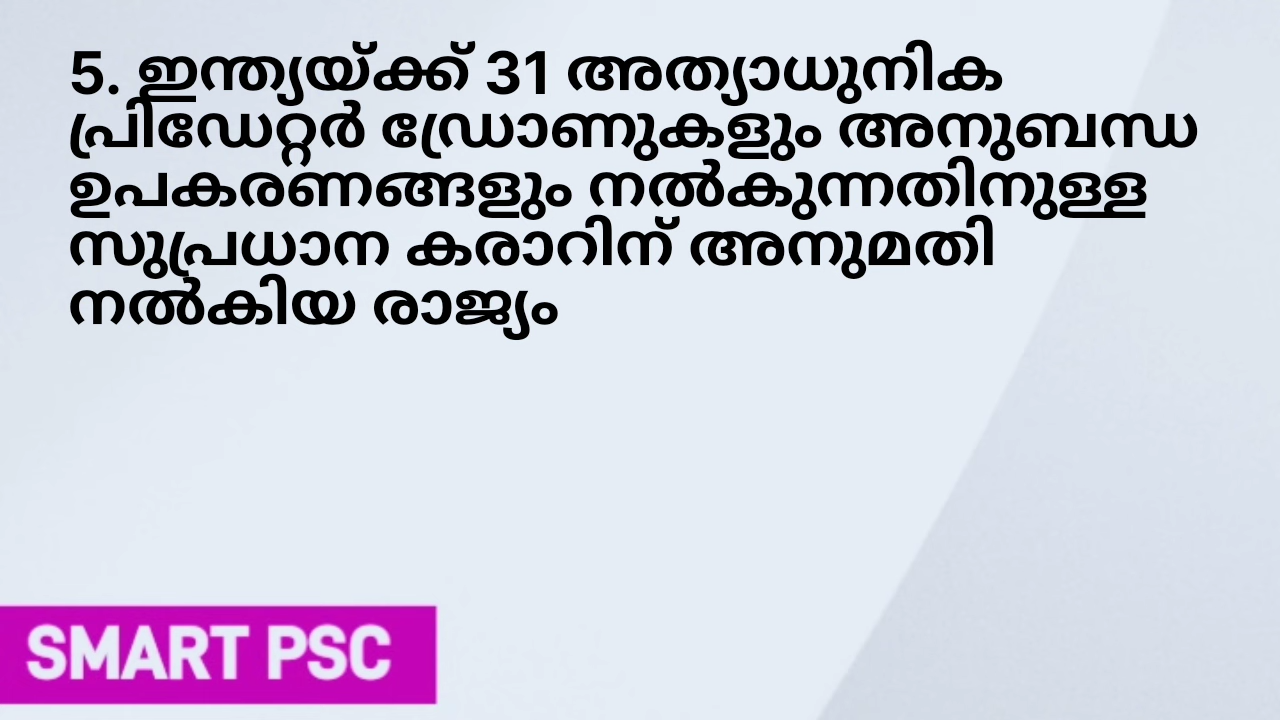 5. ഇന്ത്യയ്ക്ക് 31 അത്യാധുനിക
പ്രിഡേറ്റർ ഡ്രോണുകളും അനുബന്ധ
ഉപകരണങ്ങളും നൽകുന്നതിനുള്ള
സുപ്രധാന കരാറിന് അനുമതി
നൽകിയ രാജ്യം
SMART PSC